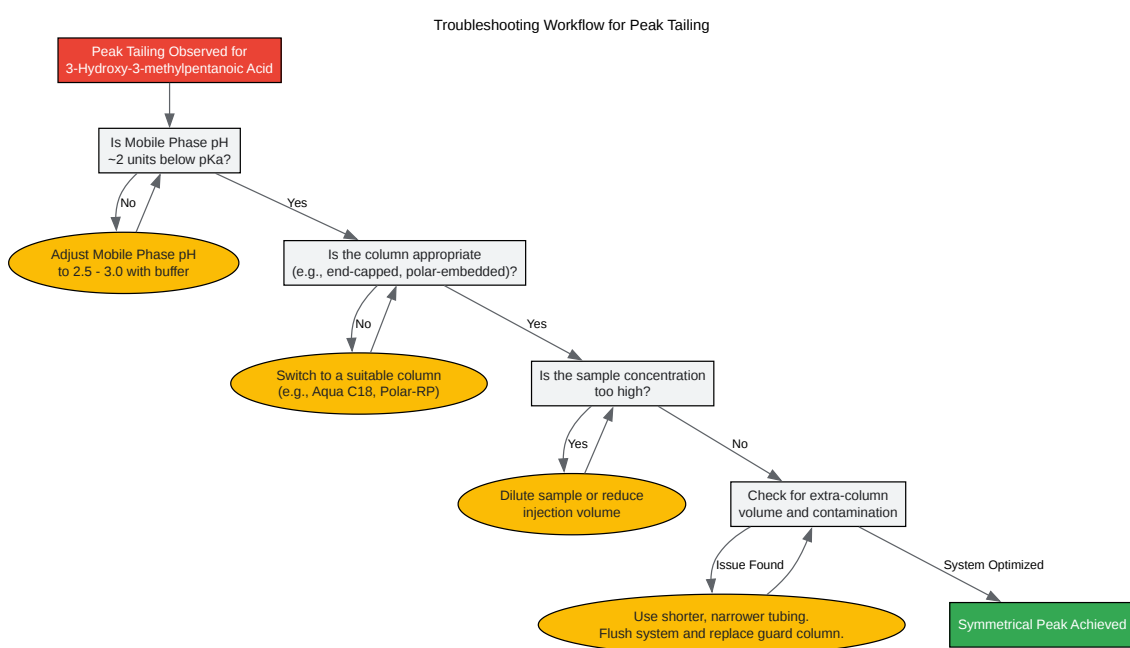 Troubleshooting Workflow for Peak Tailing
Peak Tailing Observed for
3-Hydroxy-3-methylpentanoic Acid
Is Mobile Phase pH
~2 units below pKa?
No
Yes
Adjust Mobile Phase pH
to 2.5 - 3.0 with buffer
Is the column appropriate
(e.g., end-capped, polar-embedded)?
No
Yes
Switch to a suitable column
(e.g., Aqua C18, Polar-RP)
Is the sample concentration
too high?
Yes
No
Dilute sample or reduce
injection volume
Check for extra-column
volume and contamination
Issue Found
System Optimized
Use shorter, narrower tubing.
Flush system and replace guard column.
Symmetrical Peak Achieved